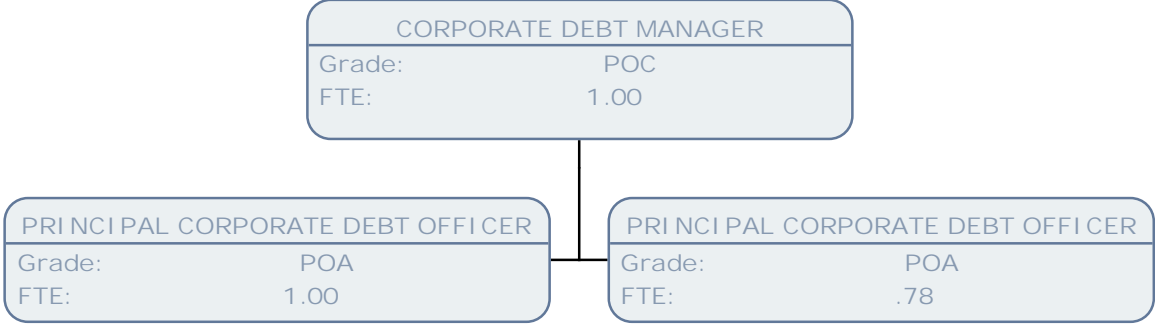 CORPORATE DEBT MANAGER
Grade: POC
FTE: 1.00
PRINCIPAL CORPORATE DEBT OFFICER
Grade: POA
FTE: 1.00
PRINCIPAL CORPORATE DEBT OFFICER
Grade: POA
FTE: .78